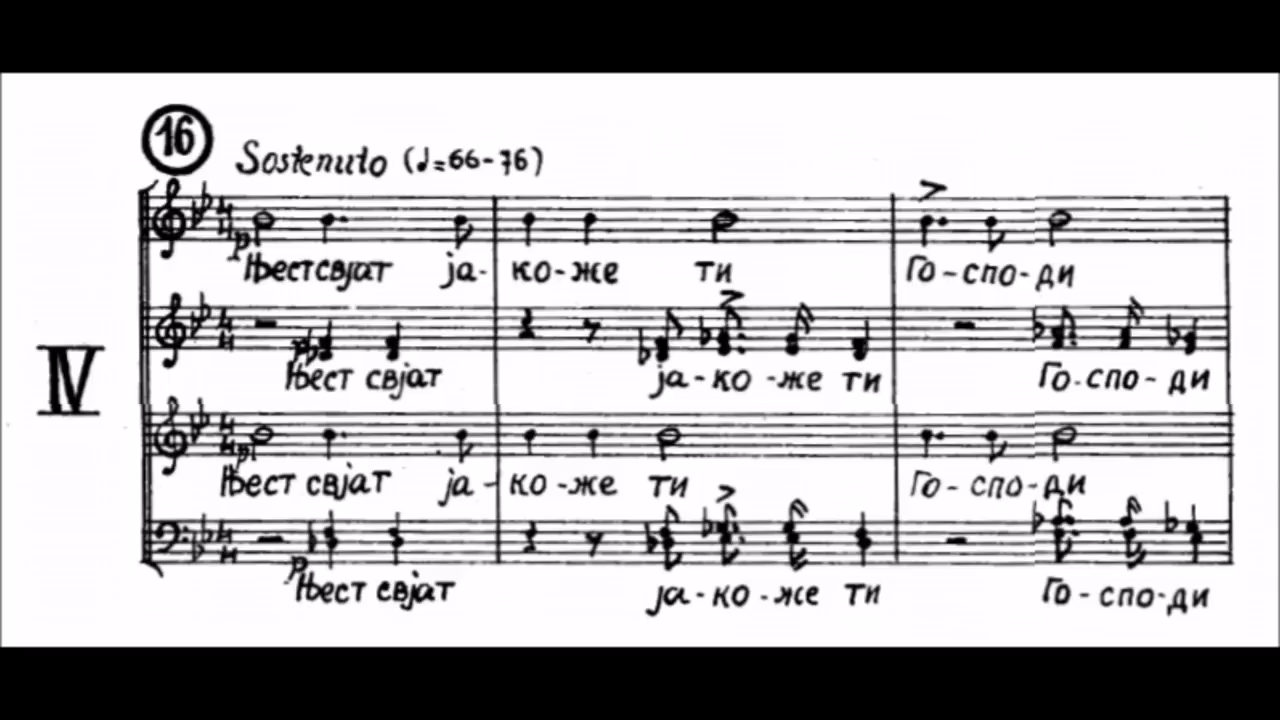 16
Sostenuto (♩=66-76)
p
Њест свјат ја- ко-же ти Го-спо-ди
IV
p
Њест свјат ја-ко-же ти Го-спо-ди
p
Њест свјат ја- ко-же ти Го-спо-ди
p
Њест свјат ја-ко-же ти Го-спо-ди